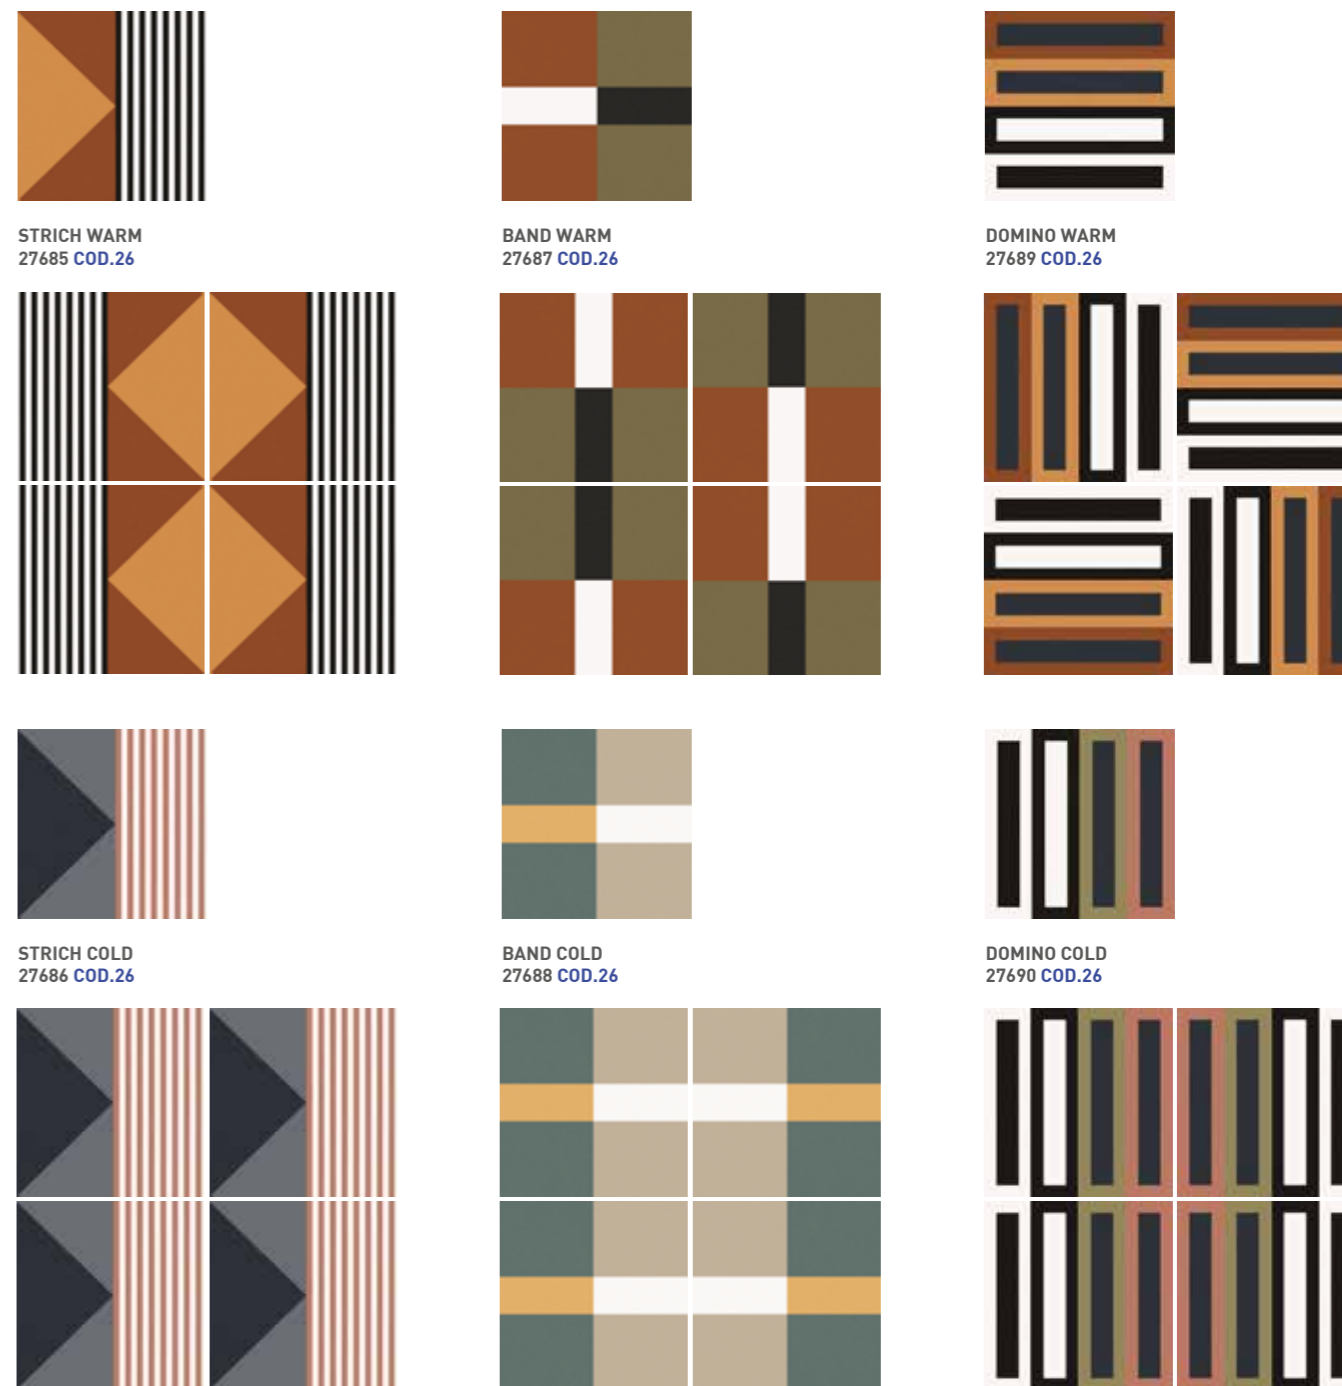 STRICH WARM
27685 COD.26
BAND WARM
27687 COD.26
DOMINO WARM
27689 COD.26
STRICH COLD
27686 COD.26
BAND COLD
27688 COD.26
DOMINO COLD
27690 COD.26